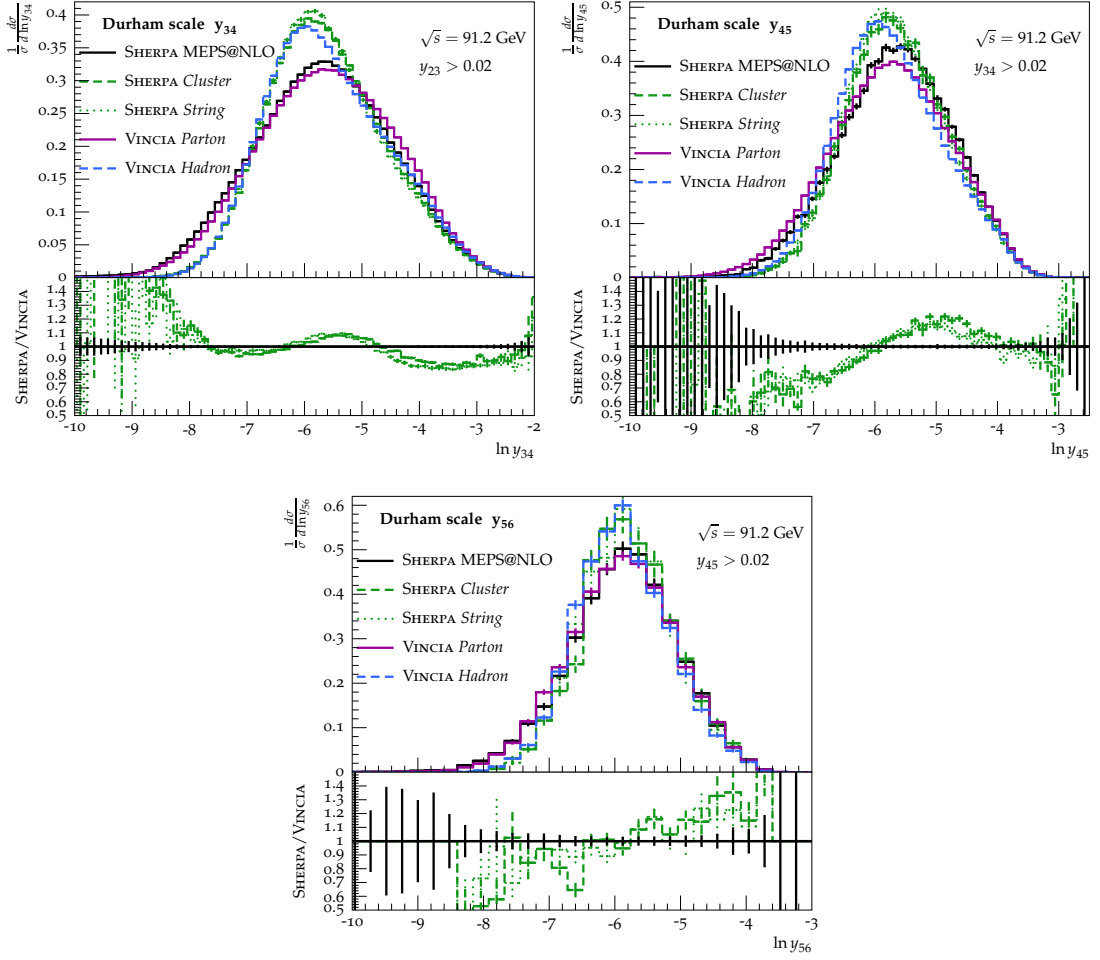 Durham scale y34
√s = 91.2 GeV
y23 > 0.02
SHERPA MEPS@NLO
SHERPA Cluster
SHERPA String
VINCIA Parton
VINCIA Hadron
1/σ dσ/d ln y34
0.4
0.35
0.3
0.25
0.2
0.15
0.1
0.05
0
SHERPA/VINCIA
1.4
1.3
1.2
1.1
1
0.9
0.8
0.7
0.6
0.5
-10 -9 -8 -7 -6 -5 -4 -3 -2
ln y34
Durham scale y45
√s = 91.2 GeV
y34 > 0.02
SHERPA MEPS@NLO
SHERPA Cluster
SHERPA String
VINCIA Parton
VINCIA Hadron
1/σ dσ/d ln y45
0.5
0.4
0.3
0.2
0.1
0
SHERPA/VINCIA
1.4
1.3
1.2
1.1
1
0.9
0.8
0.7
0.6
0.5
-10 -9 -8 -7 -6 -5 -4 -3
ln y45
Durham scale y56
√s = 91.2 GeV
y45 > 0.02
SHERPA MEPS@NLO
SHERPA Cluster
SHERPA String
VINCIA Parton
VINCIA Hadron
1/σ dσ/d ln y56
0.6
0.5
0.4
0.3
0.2
0.1
0
SHERPA/VINCIA
1.4
1.3
1.2
1.1
1
0.9
0.8
0.7
0.6
0.5
-10 -9 -8 -7 -6 -5 -4 -3
ln y56